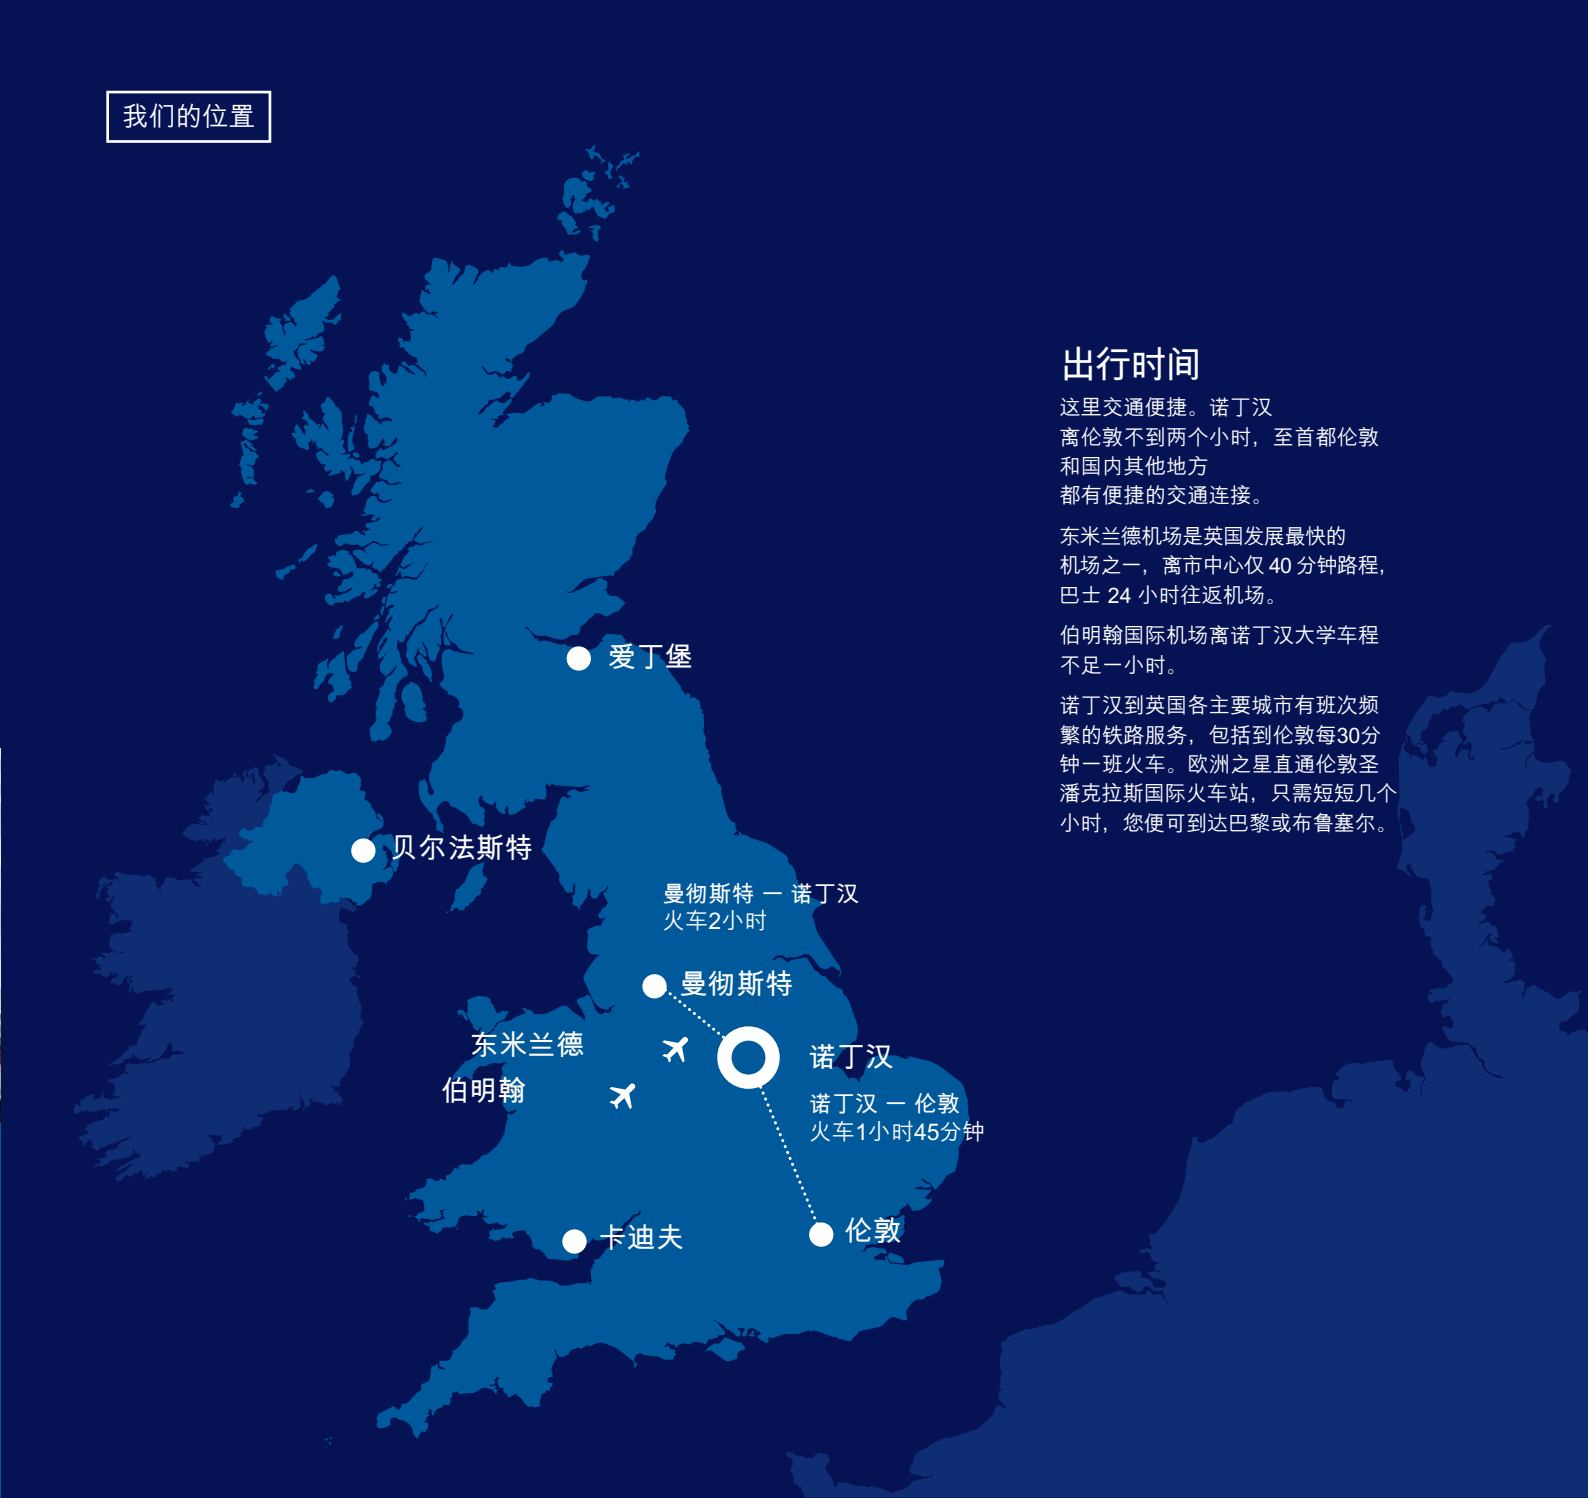 我们的位置
出行时间
这里交通便捷。诺丁汉
离伦敦不到两个小时，至首都伦敦
和国内其他地方
都有便捷的交通连接。
东米兰德机场是英国发展最快的
机场之一，离市中心仅 40 分钟路程，
巴士 24 小时往返机场。
伯明翰国际机场离诺丁汉大学车程
不足一小时。
诺丁汉到英国各主要城市有班次频
繁的铁路服务，包括到伦敦每30分
钟一班火车。欧洲之星直通伦敦圣
潘克拉斯国际火车站，只需短短几个
小时，您便可到达巴黎或布鲁塞尔。
爱丁堡
贝尔法斯特
曼彻斯特 一 诺丁汉
火车2小时
曼彻斯特
东米兰德
诺丁汉
伯明翰
诺丁汉 一 伦敦
火车1小时45分钟
卡迪夫
伦敦